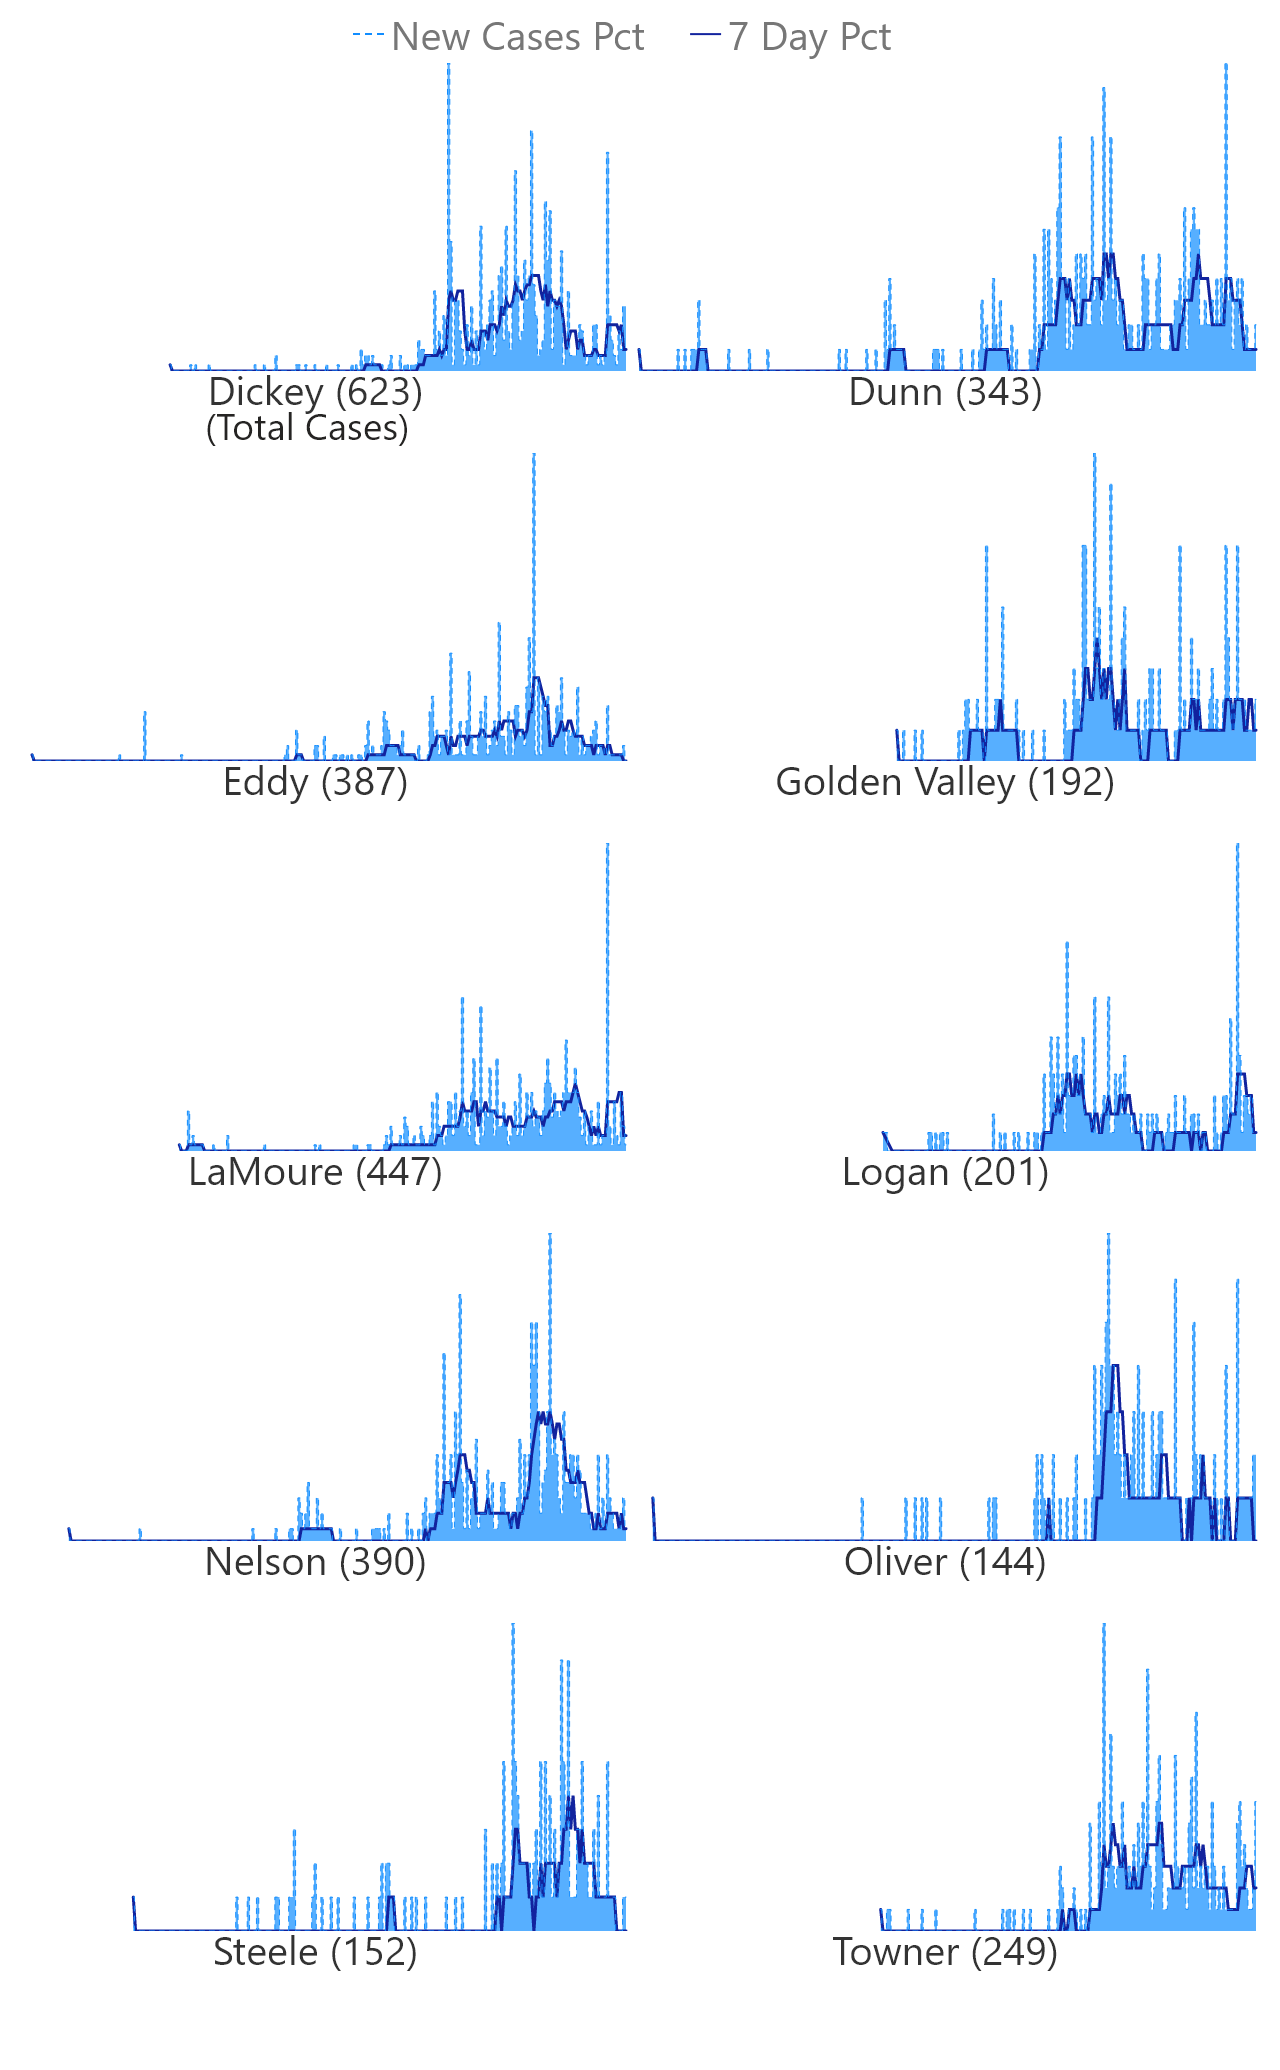 New Cases Pct 7 Day Pct
Dickey (623) Dunn (343)
(Total Cases)
Eddy (387) Golden Valley (192)
LaMoure (447) Logan (201)
Nelson (390) Oliver (144)
Steele (152) Towner (249)